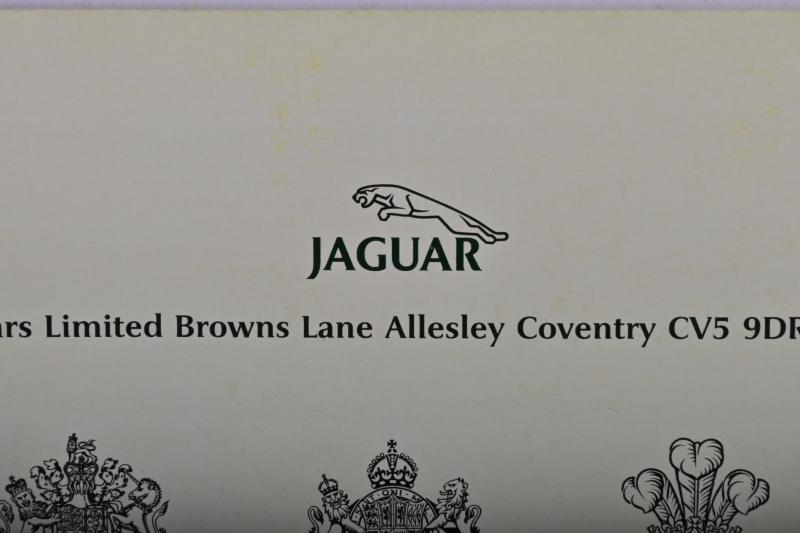 JAGUAR
ars Limited Browns Lane Allesley Coventry CV5 9DR